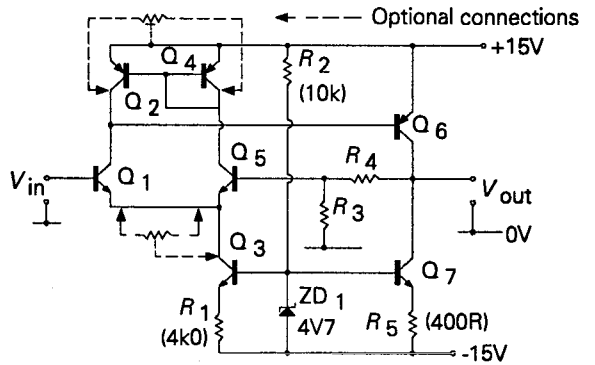 Optional connections
+15V
Q4
R2
(10k)
Q2
Q6
Q1
Q5
R4
Vin
Vout
R3
0V
Q3
Q7
R1
(4k0)
ZD1
4V7
R5
(400R)
-15V